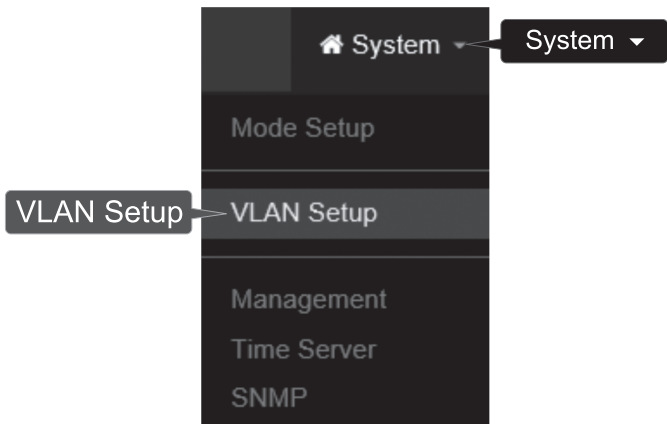 System
System
Mode Setup
VLAN Setup
VLAN Setup
Management
Time Server
SNMP